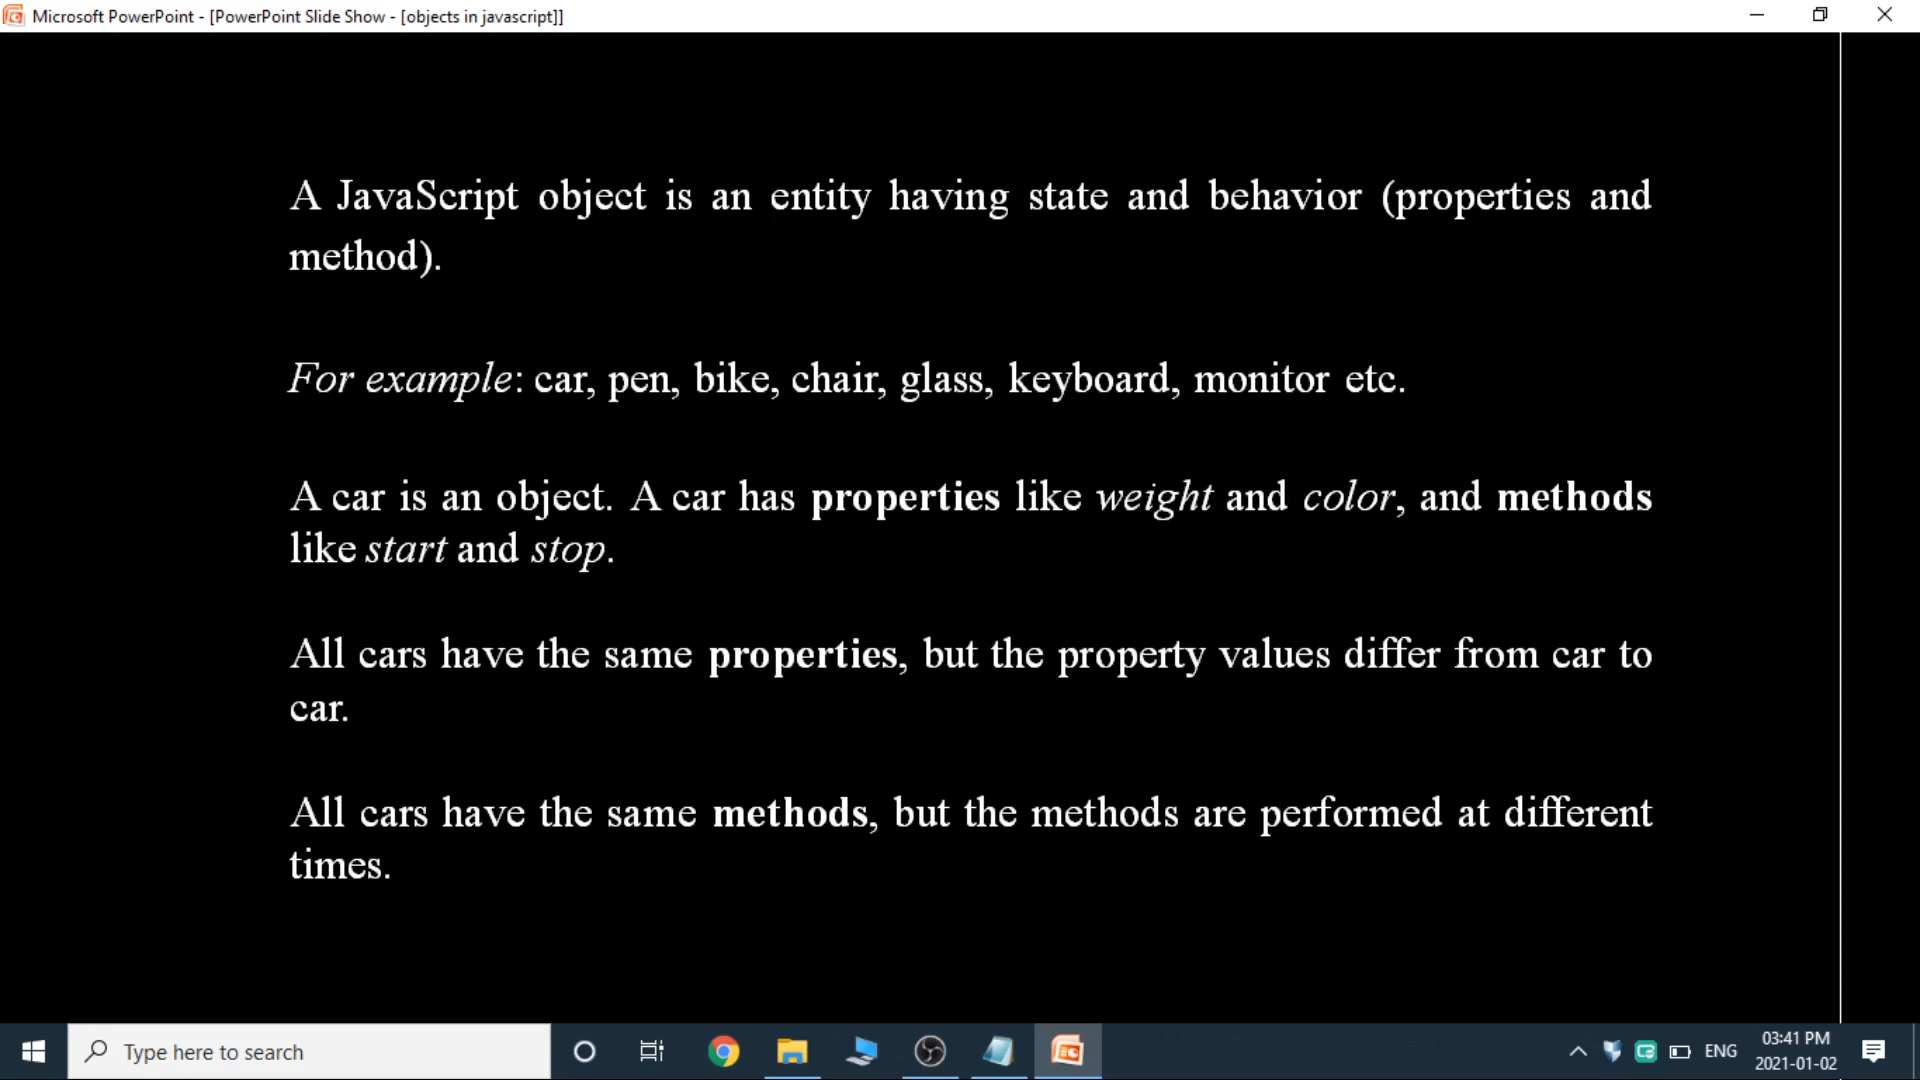 Microsoft PowerPoint - [PowerPoint Slide Show - [objects in javascript]]
A JavaScript object is an entity having state and behavior (properties and
method).
For example: car, pen, bike, chair, glass, keyboard, monitor etc.
A car is an object. A car has properties like weight and color, and methods
like start and stop.
All cars have the same properties, but the property values differ from car to
car.
All cars have the same methods, but the methods are performed at different
times.
Type here to search
ENG
03:41 PM
2021-01-02